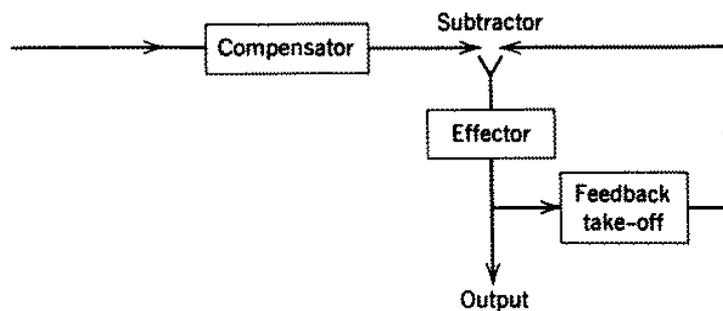 Subtractor
Compensator
Effector
Feedback
take-off
Output